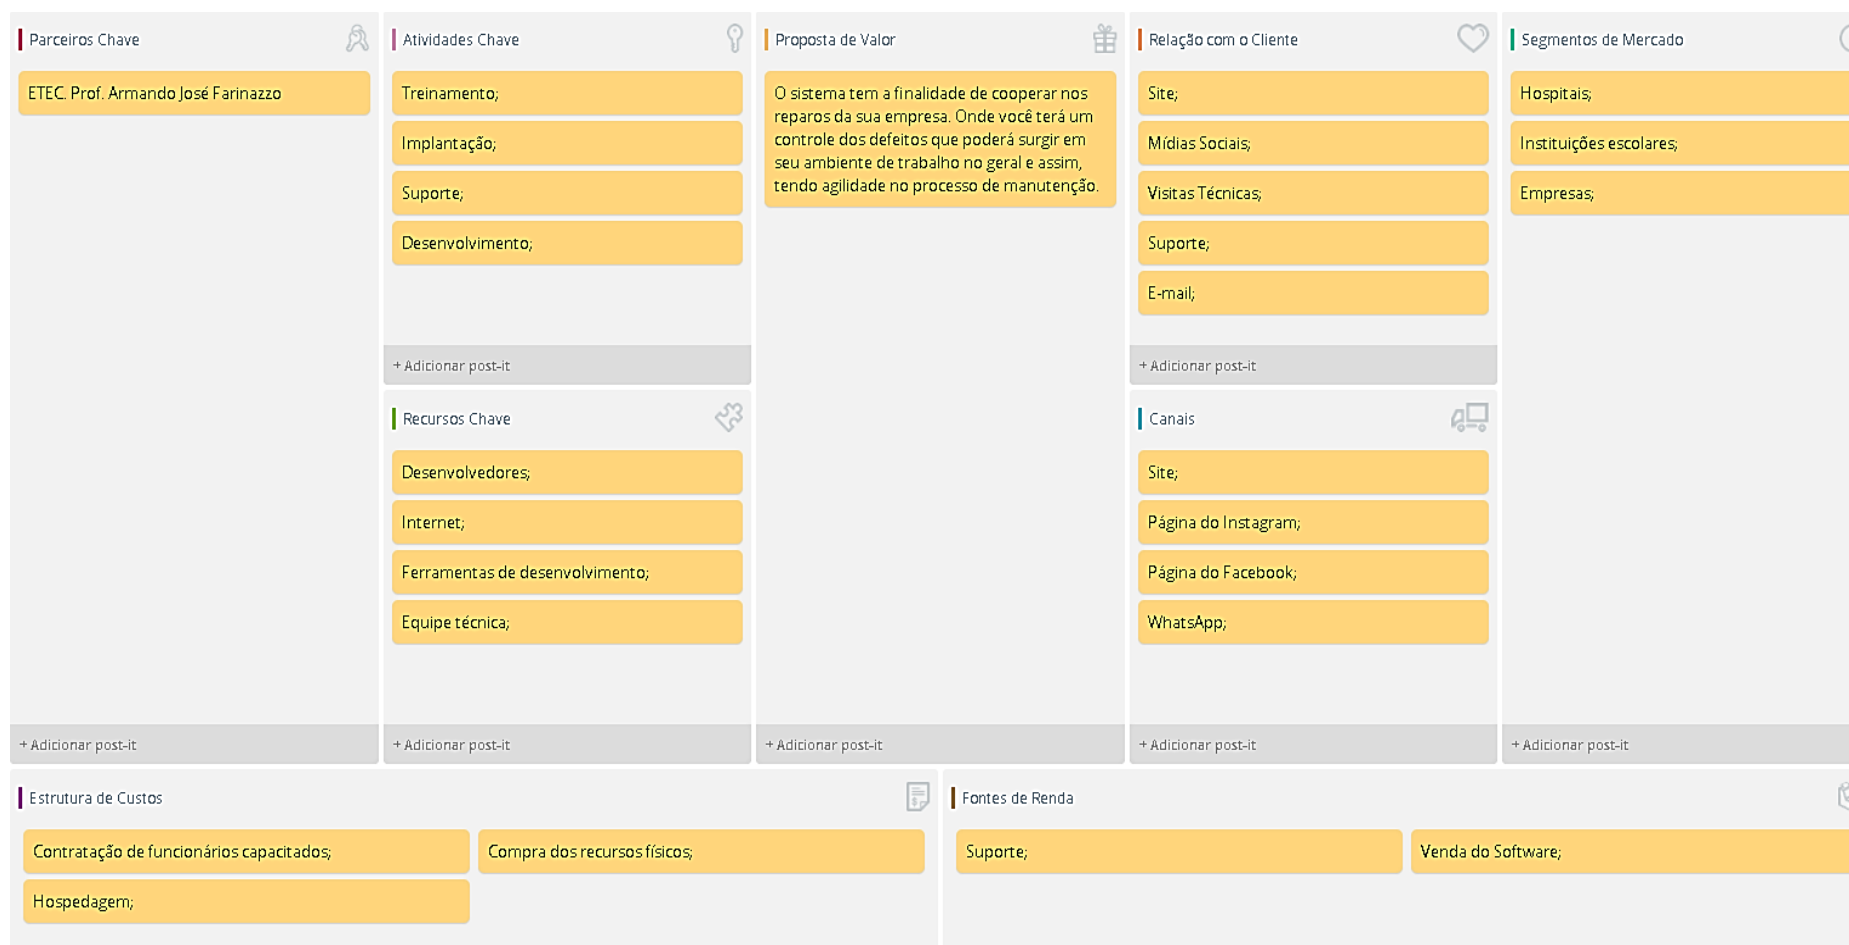 Parceiros Chave
ETEC. Prof. Armando José Farinazzo
+ Adicionar post-it
Atividades Chave
Treinamento;
Implantação;
Suporte;
Desenvolvimento;
+ Adicionar post-it
Recursos Chave
Desenvolvedores;
Internet;
Ferramentas de desenvolvimento;
Equipe técnica;
+ Adicionar post-it
Proposta de Valor
O sistema tem a finalidade de cooperar nos
reparos da sua empresa. Onde você terá um
controle dos defeitos que poderá surgir em
seu ambiente de trabalho no geral e assim,
tendo agilidade no processo de manutenção.
+ Adicionar post-it
Relação com o Cliente
Site;
Mídias Sociais;
Visitas Técnicas;
Suporte;
E-mail;
+ Adicionar post-it
Canais
Site;
Página do Instagram;
Página do Facebook;
WhatsApp;
+ Adicionar post-it
Segmentos de Mercado
Hospitais;
Instituições escolares;
Empresas;
+ Adicionar post-it
Estrutura de Custos
Contratação de funcionários capacitados;
Compra dos recursos físicos;
Hospedagem;
Fontes de Renda
Suporte;
Venda do Software;